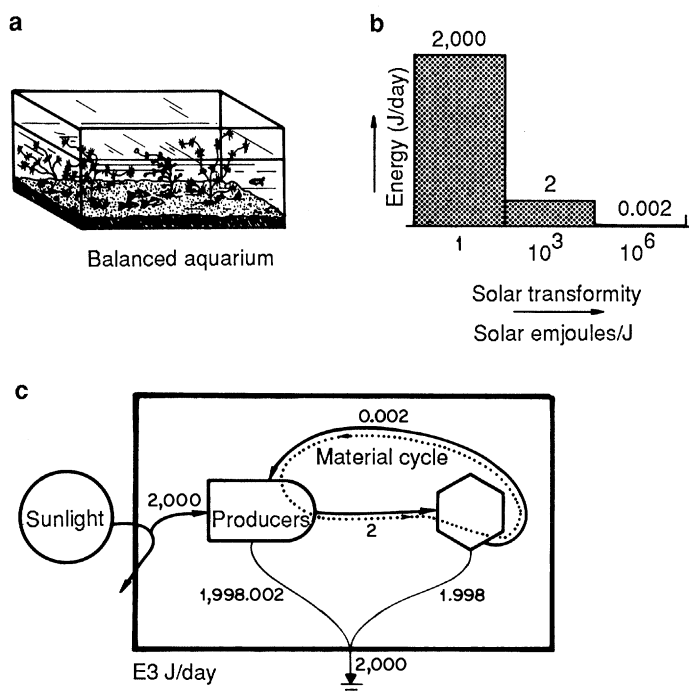 a
Balanced aquarium
b
Energy (J/day)
2,000
2
0.002
1
10³
10⁶
Solar transformity
Solar emjoules/J
c
0.002
Material cycle
Sunlight
2,000
Producers
2
1,998.002
1.998
2,000
E3 J/day